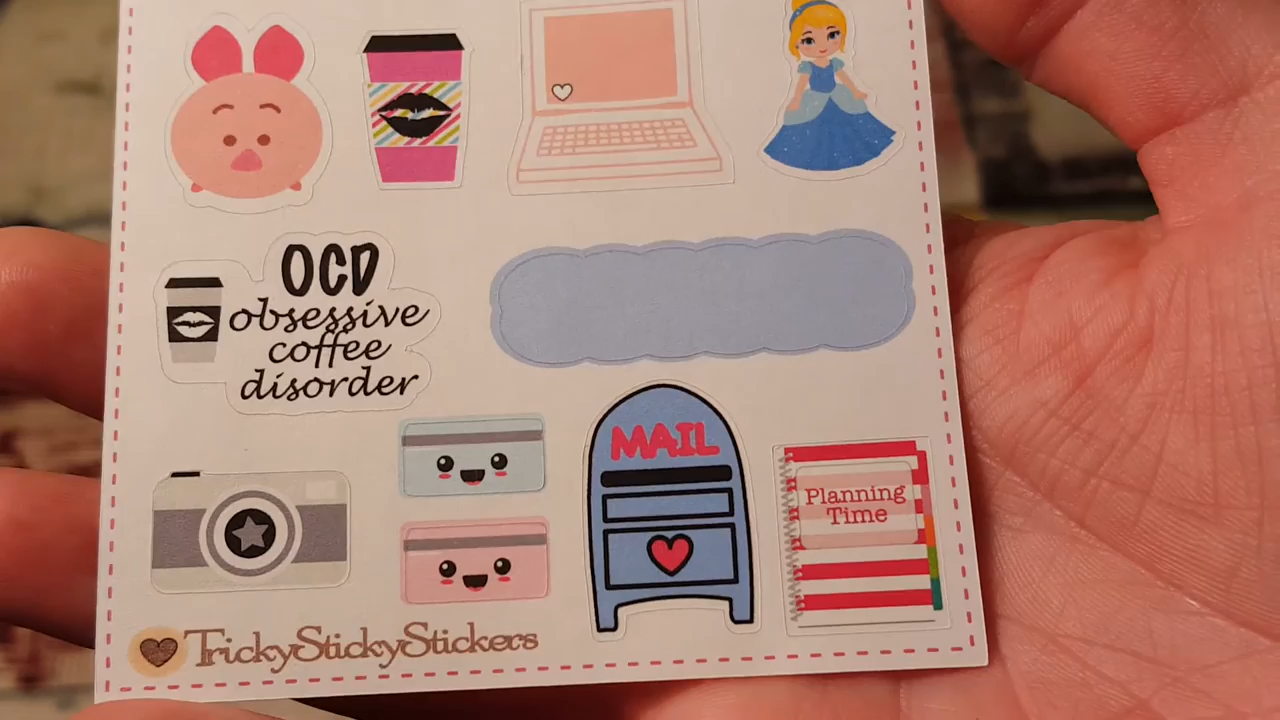 OCD
obsessive
coffee
disorder
MAIL
Planning
Time
TrickyStickyStickers